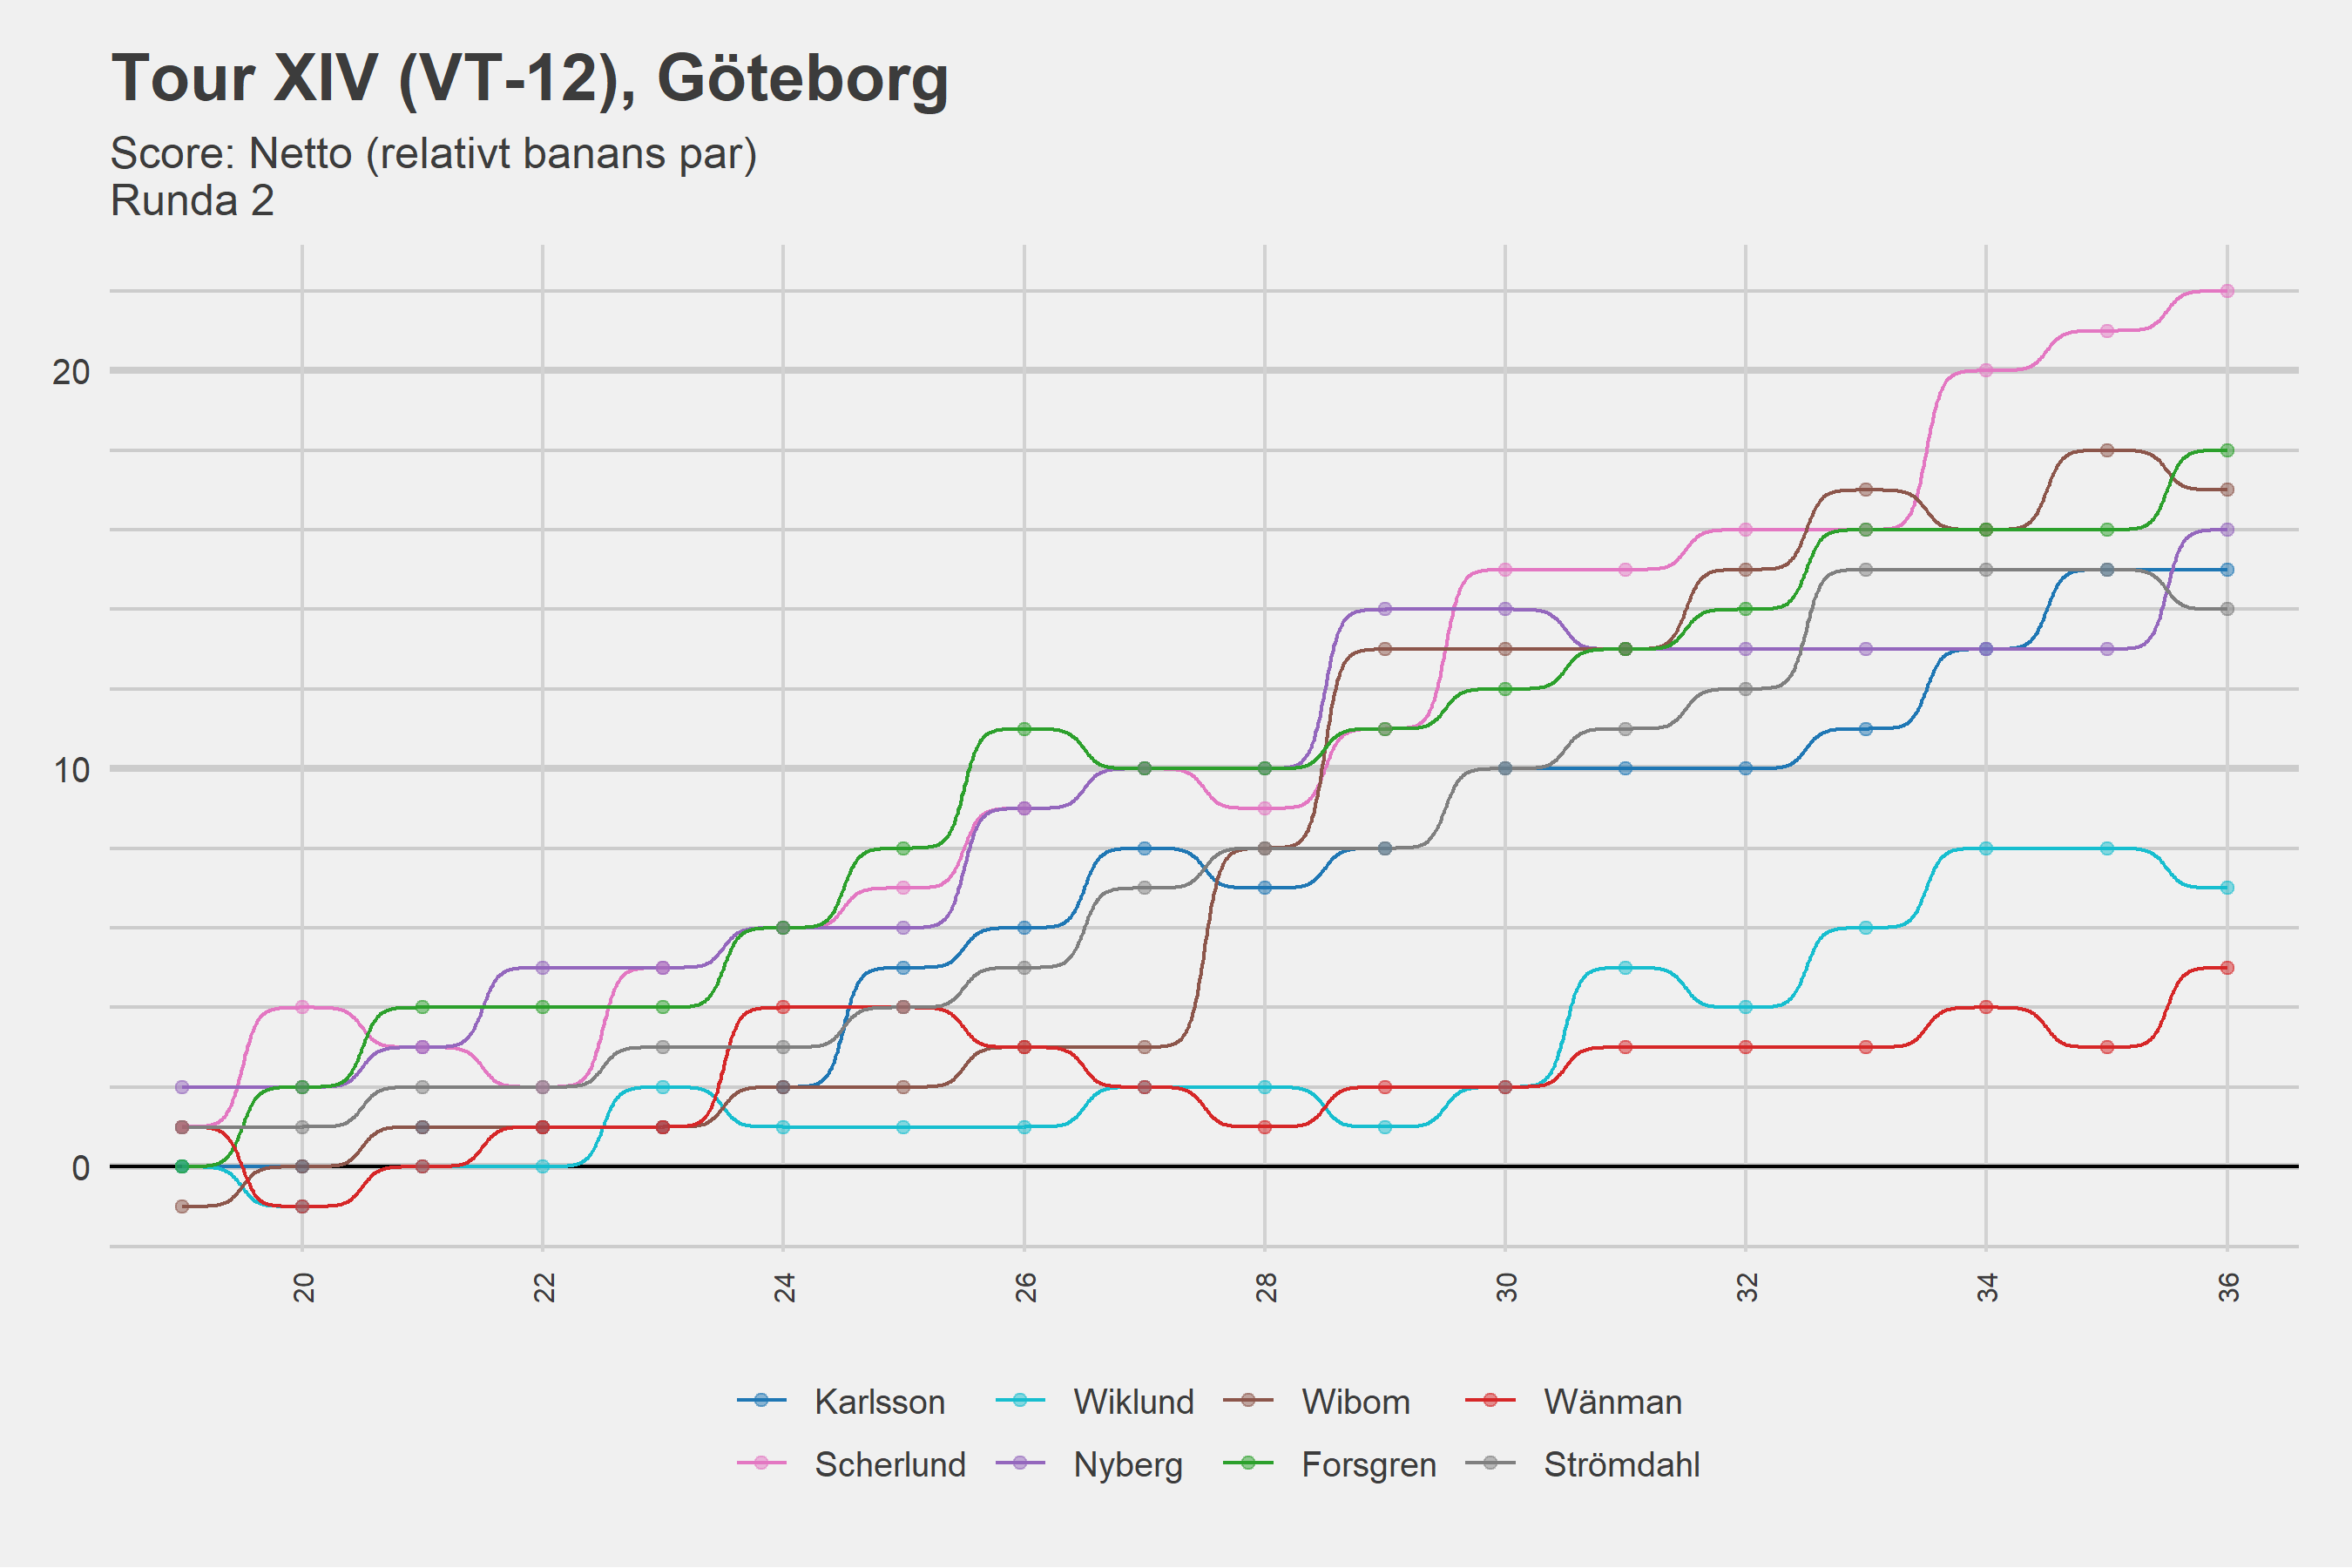 Tour XIV (VT-12), Göteborg
Score: Netto (relativt banans par)
Runda 2
20
10
0
20 22 24 26 28 30 32 34 36
Karlsson Wiklund Wibom Wänman
Scherlund Nyberg Forsgren Strömdahl